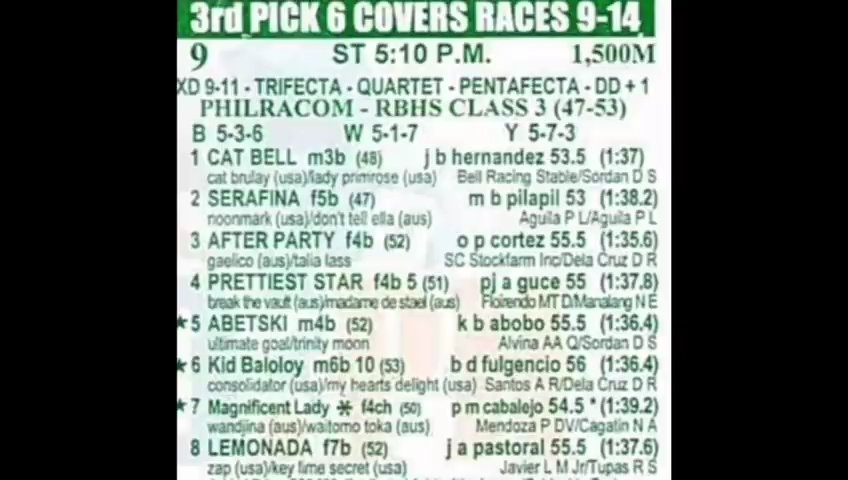 3rd PICK 6 COVERS RACES 9-14
9 ST 5:10 P.M. 1,500M
XD 9-11 - TRIFECTA - QUARTET - PENTAFECTA - DD + 1
PHILRACOM - RBHS CLASS 3 (47-53)
B 5-3-6 W 5-1-7 Y 5-7-3
1 CAT BELL m3b (48) j b hernandez 53.5 (1:37)
cat brulay (usa)/lady primrose (usa) Bell Racing Stable/Sordan D S
2 SERAFINA f5b (47) m b pilapil 53 (1:38.2)
noonmark (usa)/don't tell ella (aus) Aguila P L/Aguila P L
3 AFTER PARTY f4b (52) o p cortez 55.5 (1:35.6)
gaelico (aus)/talia lass SC Stockfarm Inc/Dela Cruz D R
4 PRETTIEST STAR f4b 5 (51) pj a guce 55 (1:37.8)
break the vault (aus)/madame de stael (aus) Floirendo MT D/Manalang N E
★5 ABETSKI m4b (52) k b abobo 55.5 (1:36.4)
ultimate goal/trinity moon Alvina AA Q/Sordan D S
★6 Kid Baloloy m6b 10 (53) b d fulgencio 56 (1:36.4)
consolidator (usa)/my hearts delight (usa) Santos A R/Dela Cruz D R
★7 Magnificent Lady ✻ f4ch (50) p m cabalejo 54.5 * (1:39.2)
wandjina (aus)/waitomo toka (aus) Mendoza P DV/Cagatin N A
8 LEMONADA f7b (52) j a pastoral 55.5 (1:37.6)
zap (usa)/key lime secret (usa) Javier L M Jr/Tupas R S